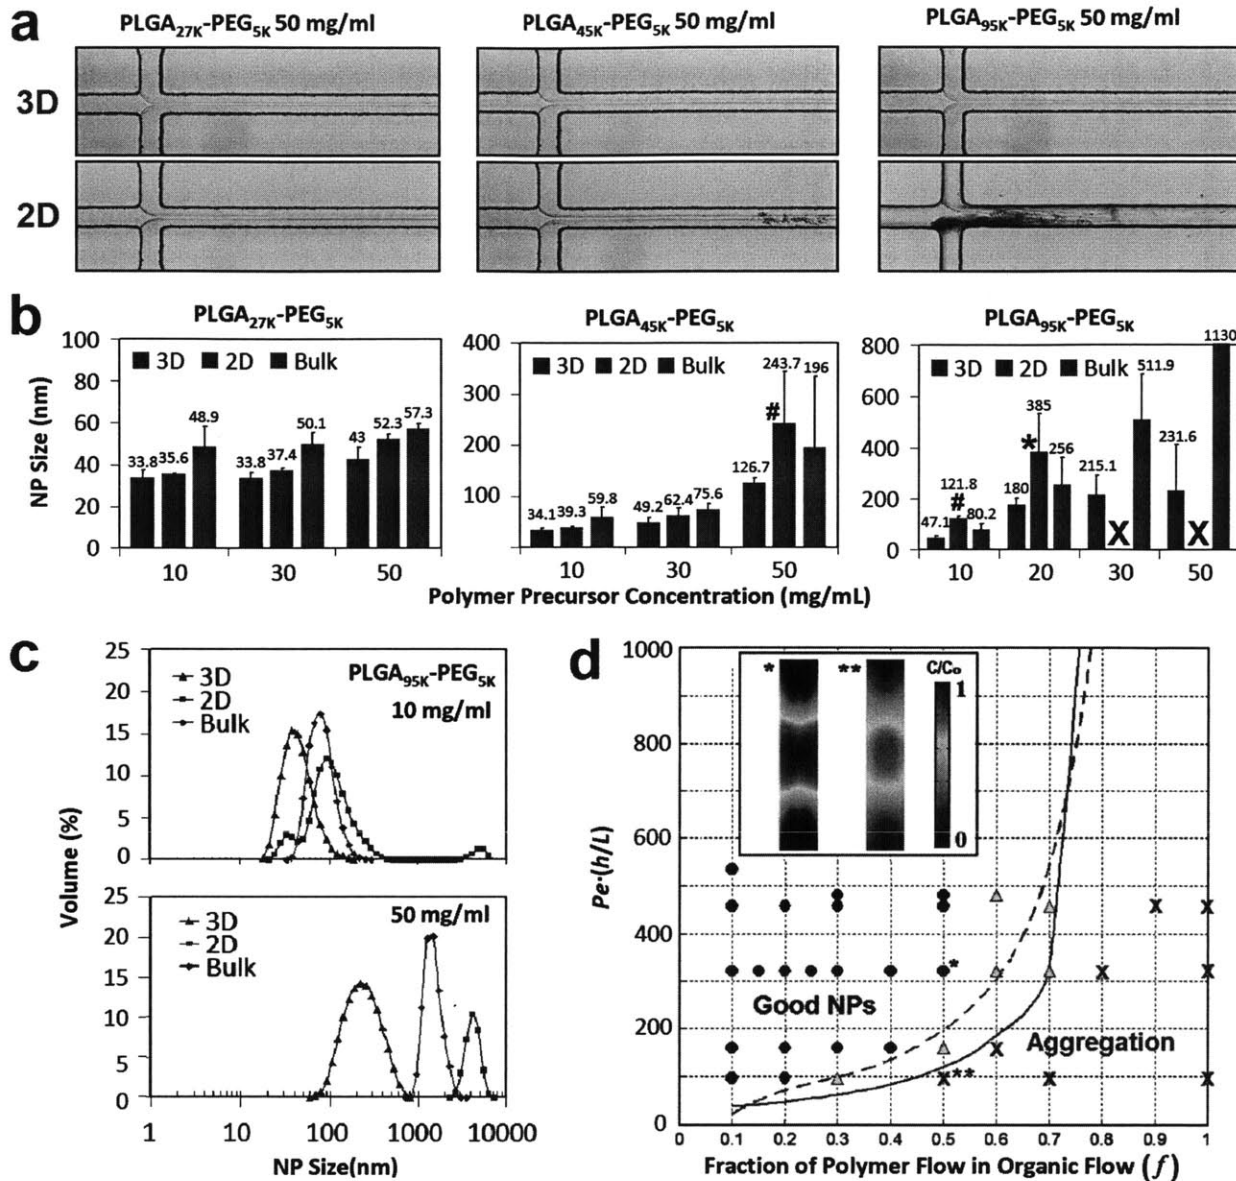 a
PLGA27K-PEG5K 50 mg/ml
PLGA45K-PEG5K 50 mg/ml
PLGA95K-PEG5K 50 mg/ml
3D
2D
b
PLGA27K-PEG5K
PLGA45K-PEG5K
PLGA95K-PEG5K
NP Size (nm)
100
80
60
40
20
0
3D 2D Bulk
33.8 35.6 48.9
33.8 37.4 50.1
43 52.3 57.3
10 30 50
400
300
200
100
3D 2D Bulk
34.1 39.3 59.8
49.2 62.4 75.6
126.7 # 243.7 196
10 30 50
800
600
400
200
0
3D 2D Bulk
47.1 121.8 # 80.2
180 385 * 256
215.1 X 511.9
231.6 X 1130
10 20 30 50
Polymer Precursor Concentration (mg/mL)
c
Volume (%)
25
20
15
10
5
0
3D
2D
Bulk
PLGA95K-PEG5K
10 mg/ml
25
20
15
10
5
0
3D
2D
Bulk
50 mg/ml
1 10 100 1000 10000
NP Size(nm)
d
Pe·(h/L)
1000
800
600
400
200
0
* ** C/Co
1
0
*
Good NPs
Aggregation
**
0 0.1 0.2 0.3 0.4 0.5 0.6 0.7 0.8 0.9 1
Fraction of Polymer Flow in Organic Flow (f)